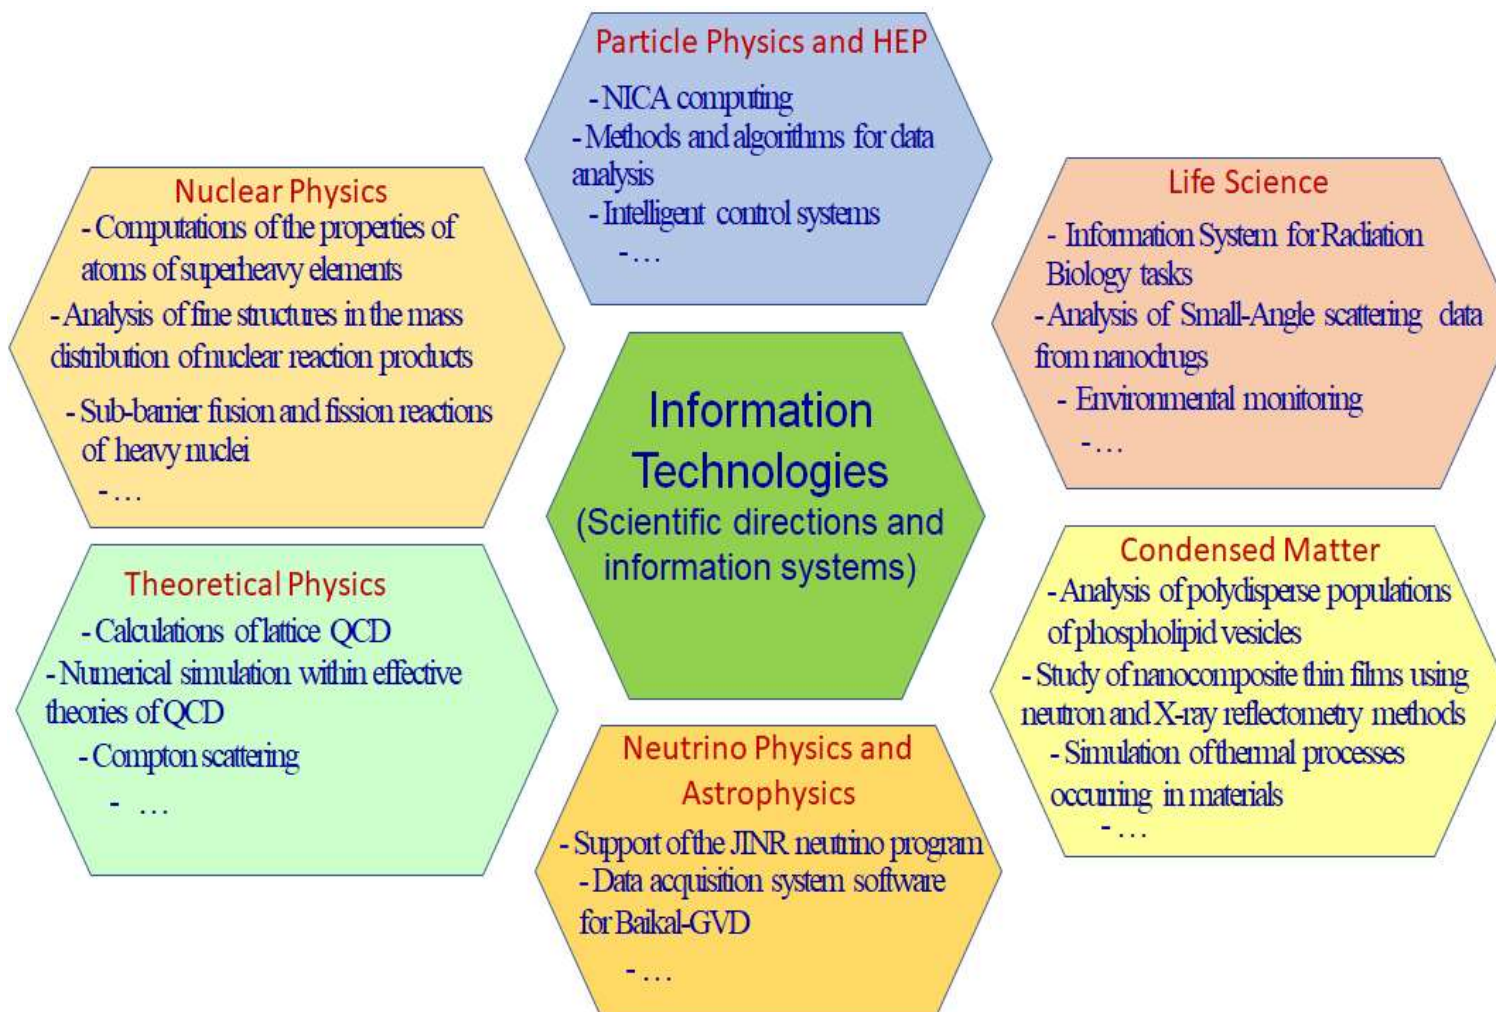 Particle Physics and HEP
- NICA computing
- Methods and algorithms for data
analysis
- Intelligent control systems
- ...
Nuclear Physics
- Computations of the properties of
atoms of superheavy elements
- Analysis of fine structures in the mass
distribution of nuclear reaction products
- Sub-barrier fusion and fission reactions
of heavy nuclei
- ...
Life Science
- Information System for Radiation
Biology tasks
- Analysis of Small-Angle scattering data
from nanodrugs
- Environmental monitoring
- ...
Information
Technologies
(Scientific directions and
information systems)
Theoretical Physics
- Calculations of lattice QCD
- Numerical simulation within effective
theories of QCD
- Compton scattering
- ...
Condensed Matter
- Analysis of polydisperse populations
of phospholipid vesicles
- Study of nanocomposite thin films using
neutron and X-ray reflectometry methods
- Simulation of thermal processes
occurring in materials
- ...
Neutrino Physics and
Astrophysics
- Support of the JINR neutrino program
- Data acquisition system software
for Baikal-GVD
- ...